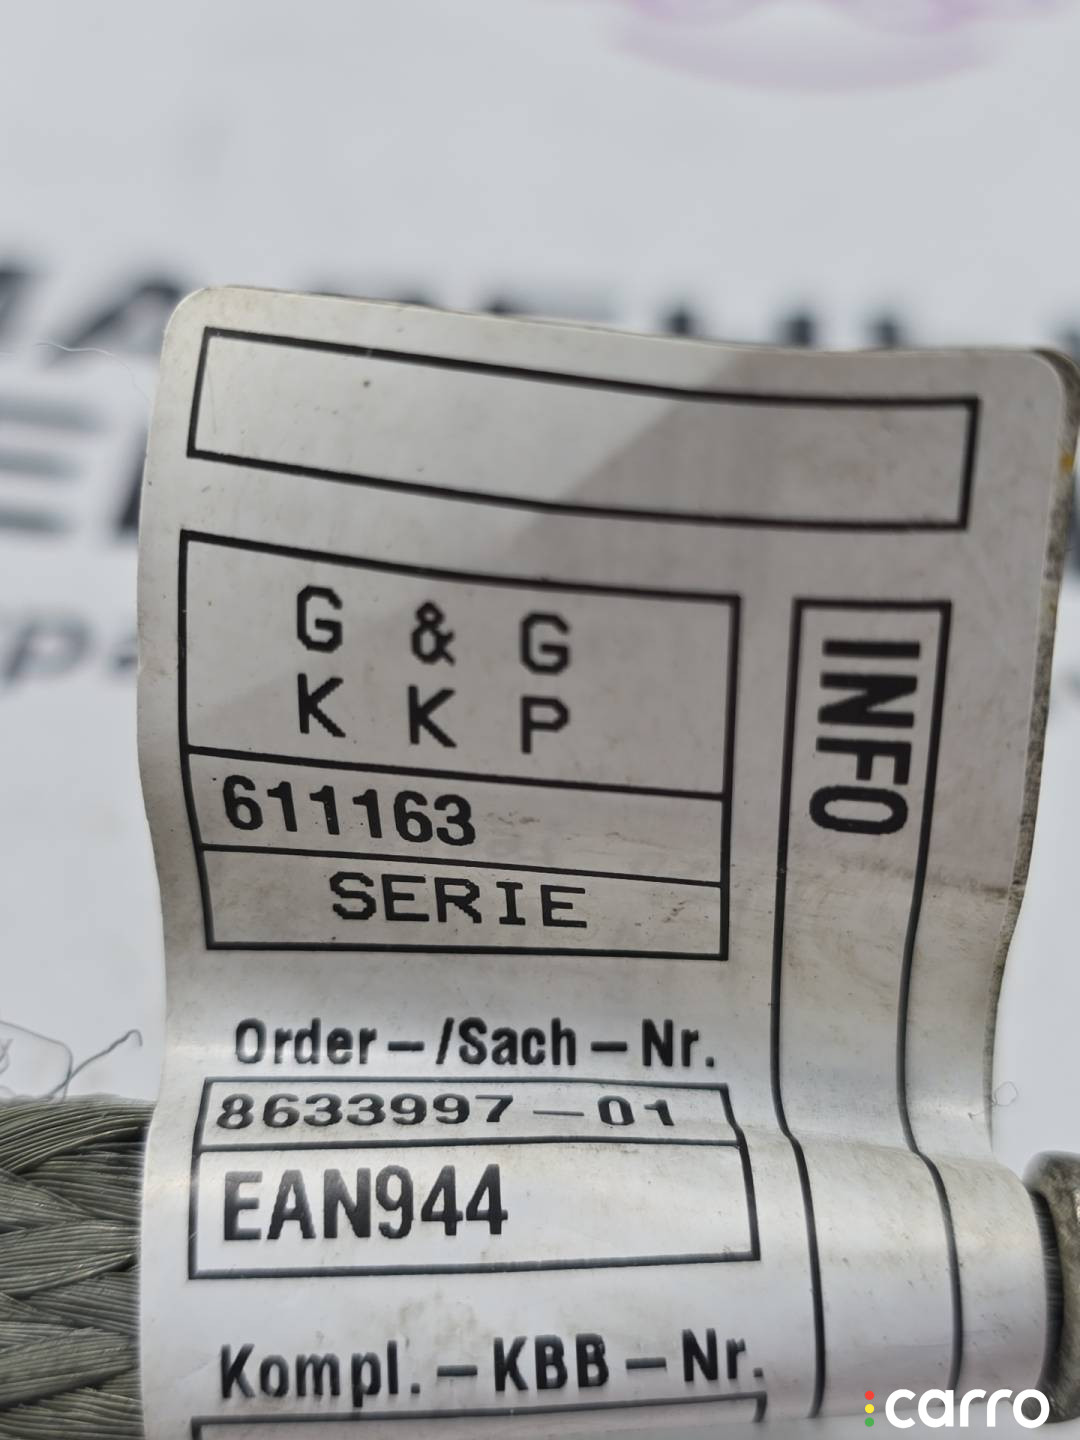 G & G
K K P
611163
SERIE
INFO
Order-/Sach-Nr.
8633997-01
EAN944
Kompl.-KBB-Nr.
carro